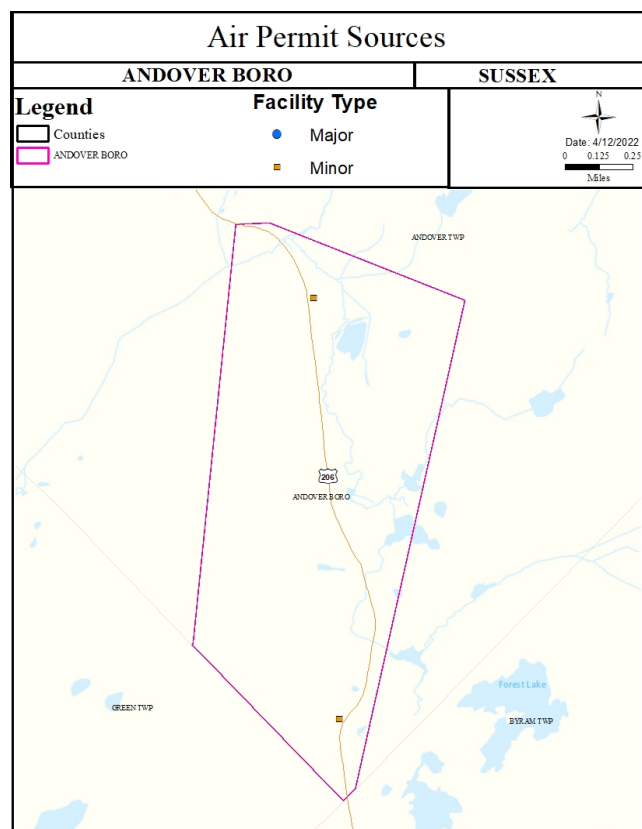 Air Permit Sources
ANDOVER BORO
SUSSEX
Legend
Counties
ANDOVER BORO
Facility Type
Major
Minor
N
Date: 4/12/2022
0 0.125 0.25
Miles
ANDOVER TWP
206
ANDOVER BORO
Forest Lake
GREEN TWP
BYRAM TWP